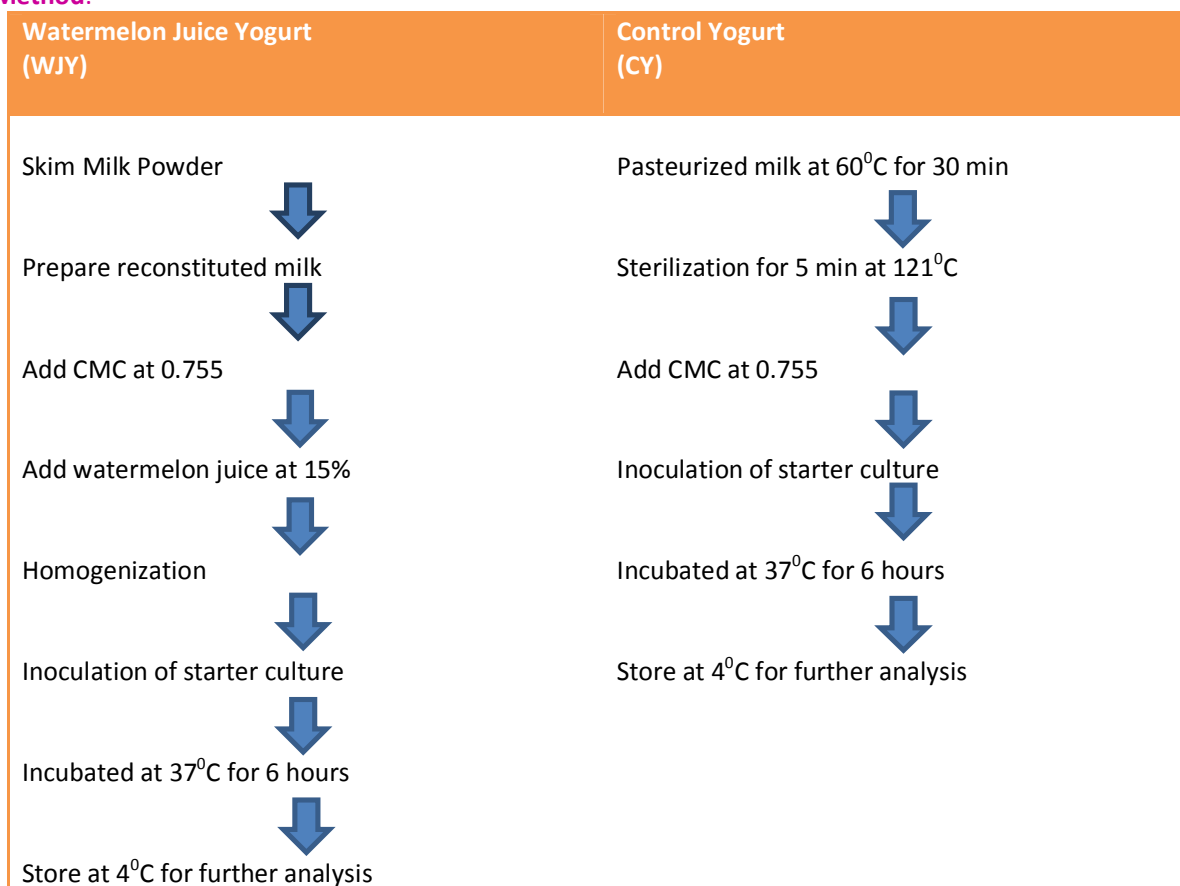 Method:
Watermelon Juice Yogurt
(WJY)
Control Yogurt
(CY)
Skim Milk Powder
Prepare reconstituted milk
Add CMC at 0.755
Add watermelon juice at 15%
Homogenization
Inoculation of starter culture
Incubated at 37⁰C for 6 hours
Store at 4⁰C for further analysis
Pasteurized milk at 60⁰C for 30 min
Sterilization for 5 min at 121⁰C
Add CMC at 0.755
Inoculation of starter culture
Incubated at 37⁰C for 6 hours
Store at 4⁰C for further analysis